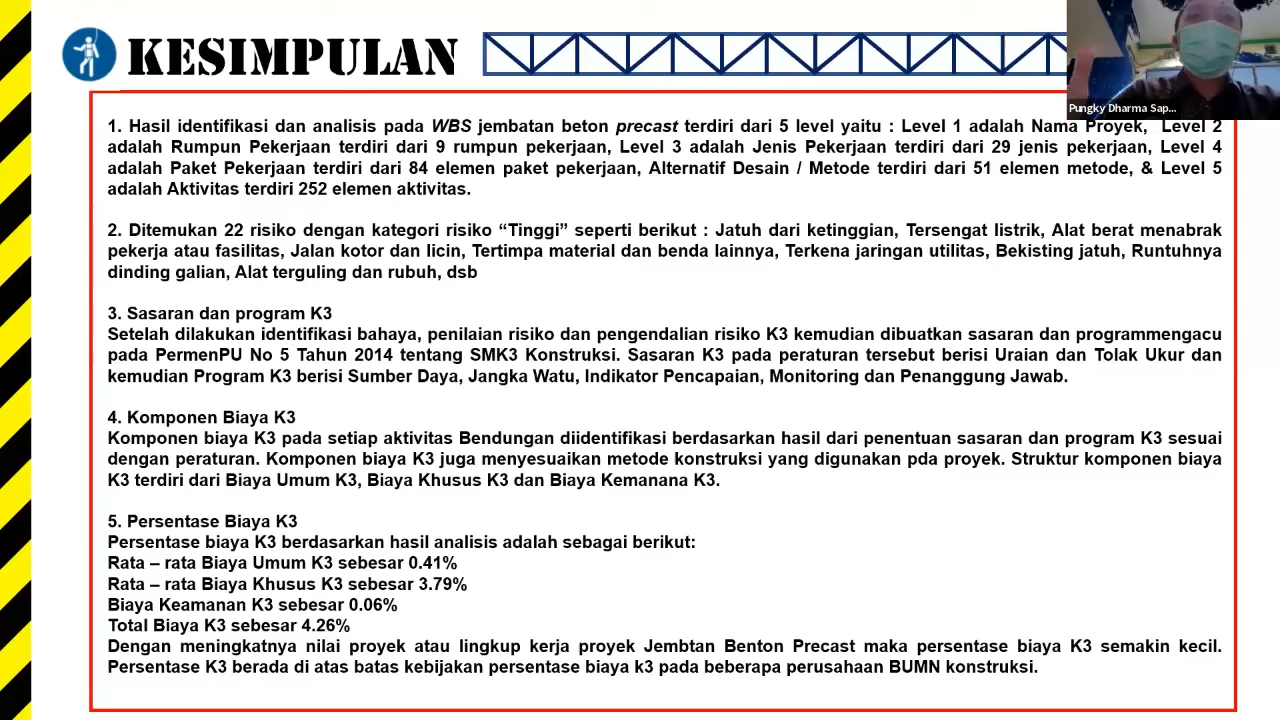 KESIMPULAN
Pungky Dharma Sap...
1. Hasil identifikasi dan analisis pada WBS jembatan beton precast terdiri dari 5 level yaitu : Level 1 adalah Nama Proyek, Level 2
adalah Rumpun Pekerjaan terdiri dari 9 rumpun pekerjaan, Level 3 adalah Jenis Pekerjaan terdiri dari 29 jenis pekerjaan, Level 4
adalah Paket Pekerjaan terdiri dari 84 elemen paket pekerjaan, Alternatif Desain / Metode terdiri dari 51 elemen metode, & Level 5
adalah Aktivitas terdiri 252 elemen aktivitas.
2. Ditemukan 22 risiko dengan kategori risiko “Tinggi” seperti berikut : Jatuh dari ketinggian, Tersengat listrik, Alat berat menabrak
pekerja atau fasilitas, Jalan kotor dan licin, Tertimpa material dan benda lainnya, Terkena jaringan utilitas, Bekisting jatuh, Runtuhnya
dinding galian, Alat terguling dan rubuh, dsb
3. Sasaran dan program K3
Setelah dilakukan identifikasi bahaya, penilaian risiko dan pengendalian risiko K3 kemudian dibuatkan sasaran dan programmengacu
pada PermenPU No 5 Tahun 2014 tentang SMK3 Konstruksi. Sasaran K3 pada peraturan tersebut berisi Uraian dan Tolak Ukur dan
kemudian Program K3 berisi Sumber Daya, Jangka Watu, Indikator Pencapaian, Monitoring dan Penanggung Jawab.
4. Komponen Biaya K3
Komponen biaya K3 pada setiap aktivitas Bendungan diidentifikasi berdasarkan hasil dari penentuan sasaran dan program K3 sesuai
dengan peraturan. Komponen biaya K3 juga menyesuaikan metode konstruksi yang digunakan pda proyek. Struktur komponen biaya
K3 terdiri dari Biaya Umum K3, Biaya Khusus K3 dan Biaya Kemanana K3.
5. Persentase Biaya K3
Persentase biaya K3 berdasarkan hasil analisis adalah sebagai berikut:
Rata – rata Biaya Umum K3 sebesar 0.41%
Rata – rata Biaya Khusus K3 sebesar 3.79%
Biaya Keamanan K3 sebesar 0.06%
Total Biaya K3 sebesar 4.26%
Dengan meningkatnya nilai proyek atau lingkup kerja proyek Jembtan Benton Precast maka persentase biaya K3 semakin kecil.
Persentase K3 berada di atas batas kebijakan persentase biaya k3 pada beberapa perusahaan BUMN konstruksi.